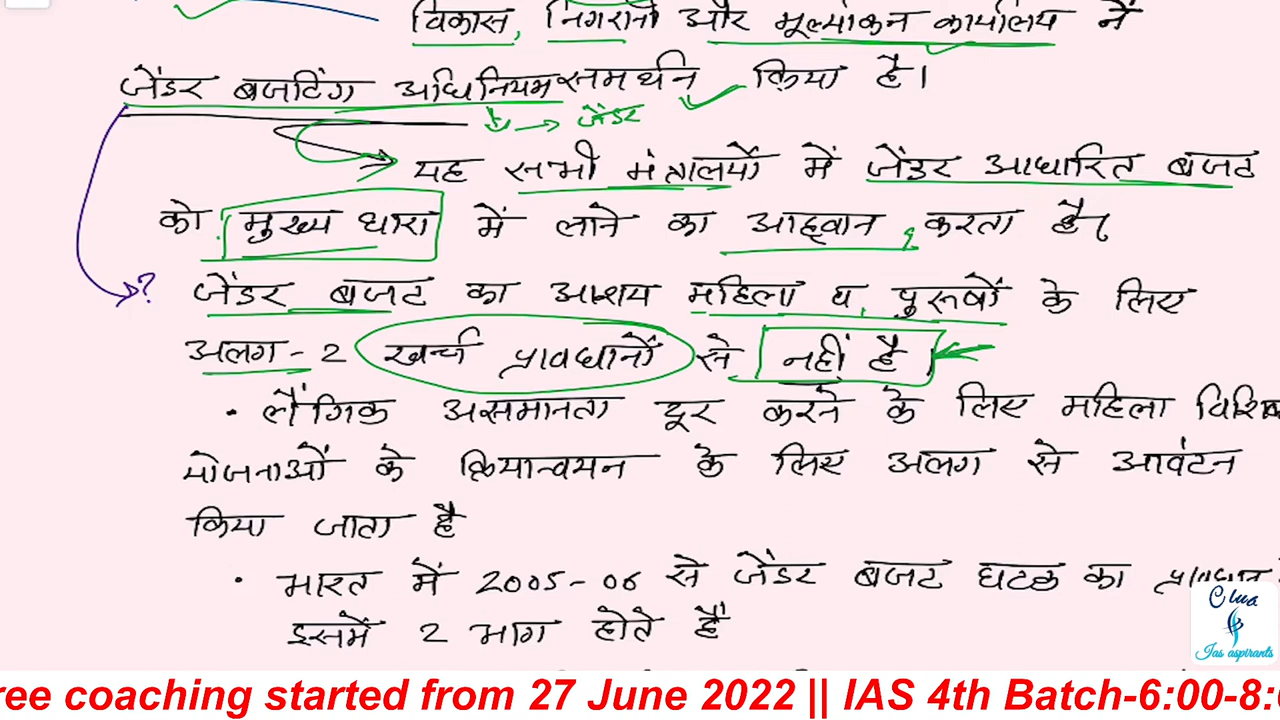 विकास, निगरानी और मूल्यांकन कार्यालय नें
जेंडर बजटिंग अधिनियम समर्थन किया है।
→ जेंडर
यह सभी मंत्रालयों में जेंडर आधारित बजट
को मुख्य धारा में लाने का आह्वान करता है।
? जेंडर बजट का आशय महिला व पुरूषों के लिए
अलग-2 खर्च प्रावधानों से नहीं है।
• लैंगिक असमानता दूर करने के लिए महिला
योजनाओं के क्रियान्वयन के लिए अलग से आवंटन
किया जाता है
• भारत में 2005-06 से जेंडर बजट घटक का प्रावधान
इसमें 2 भाग होते हैं
Clue
Ias aspirants
ree coaching started from 27 June 2022 || IAS 4th Batch-6:00-8: